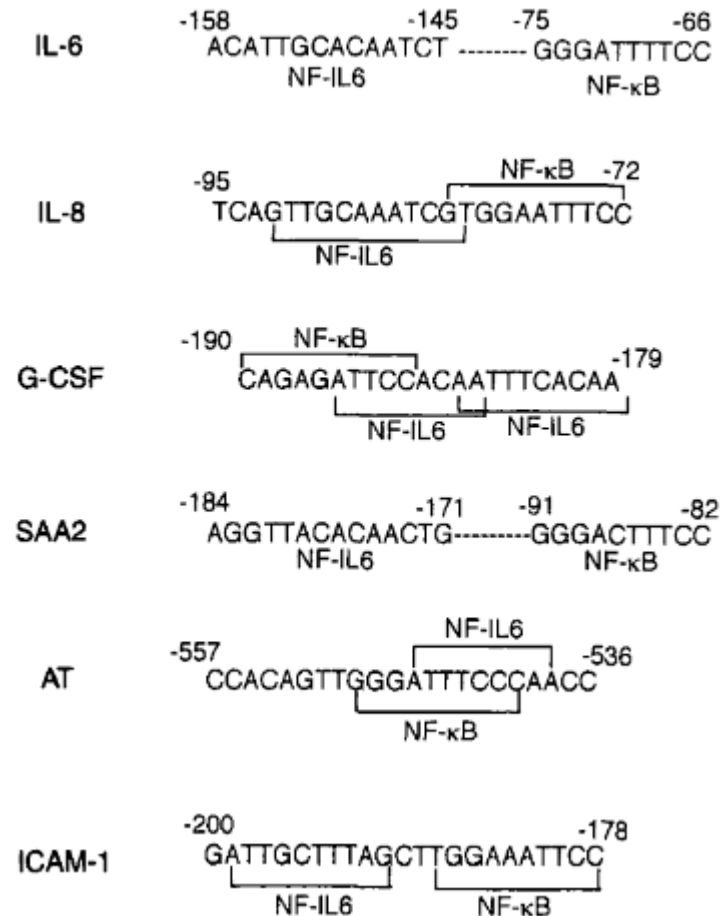 -158 -145 -75 -66
IL-6 ACATTGCACAATCT --------- GGGATTTTCC
NF-IL6 NF-κB
NF-κB
-95 -72
IL-8 TCAGTTGCAAATCGTGGAATTTCC
NF-IL6
-190 NF-κB -179
G-CSF CAGAGATTCCACAATTTCACAA
NF-IL6 NF-IL6
-184 -171 -91 -82
SAA2 AGGTTACACAACTG---------GGGACTTTCC
NF-IL6 NF-κB
NF-IL6
-557 -536
AT CCACAGTTGGGATTTCCCAACC
NF-κB
-200 -178
ICAM-1 GATTGCTTTAGCTTGGAAATTCC
NF-IL6 NF-κB